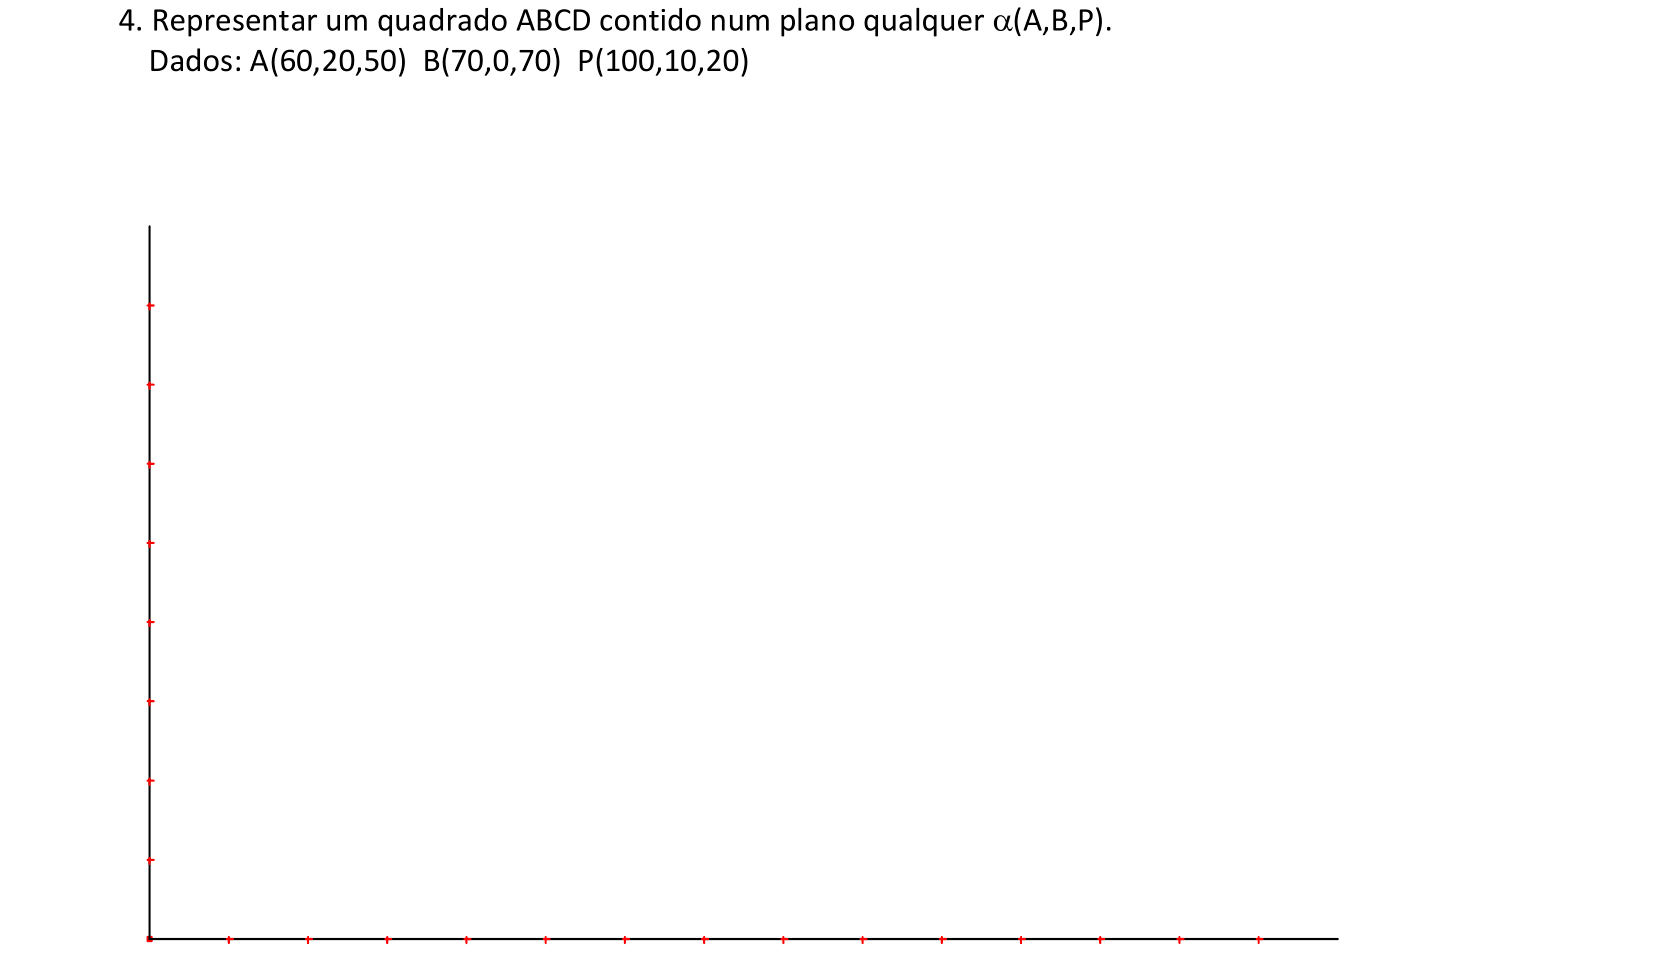 4. Representar um quadrado ABCD contido num plano qualquer α(A,B,P).
Dados: A(60,20,50) B(70,0,70) P(100,10,20)